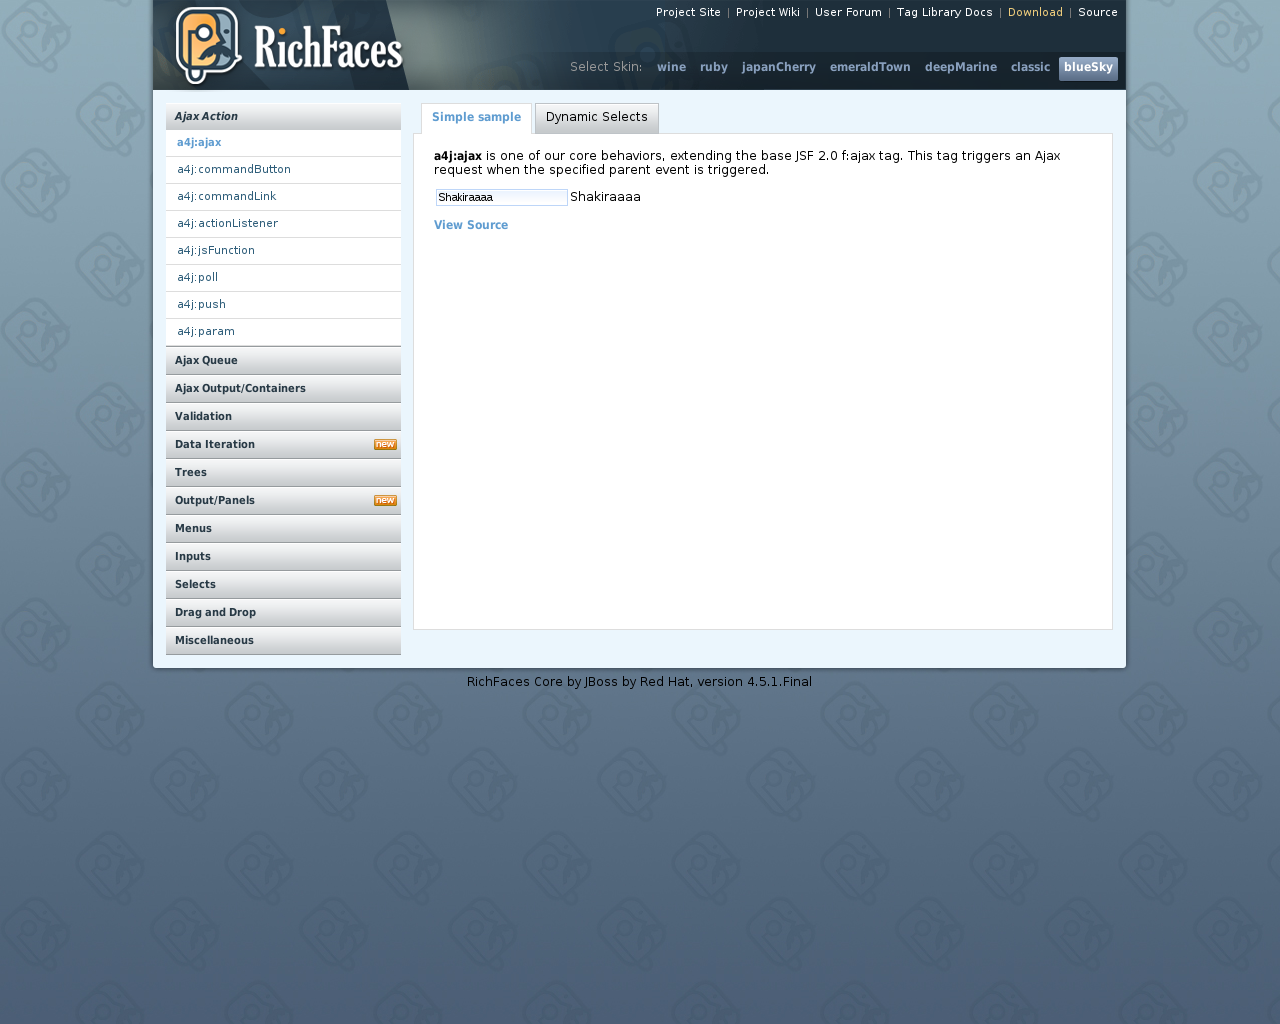 RichFaces
Project Site | Project Wiki | User Forum | Tag Library Docs | Download | Source
Select Skin: wine ruby japanCherry emeraldTown deepMarine classic blueSky
Ajax Action
a4j:ajax
a4j:commandButton
a4j:commandLink
a4j:actionListener
a4j:jsFunction
a4j:poll
a4j:push
a4j:param
Ajax Queue
Ajax Output/Containers
Validation
Data Iteration new
Trees
Output/Panels new
Menus
Inputs
Selects
Drag and Drop
Miscellaneous
Simple sample Dynamic Selects
a4j:ajax is one of our core behaviors, extending the base JSF 2.0 f:ajax tag. This tag triggers an Ajax
request when the specified parent event is triggered.
Shakiraaaa Shakiraaaa
View Source
RichFaces Core by JBoss by Red Hat, version 4.5.1.Final